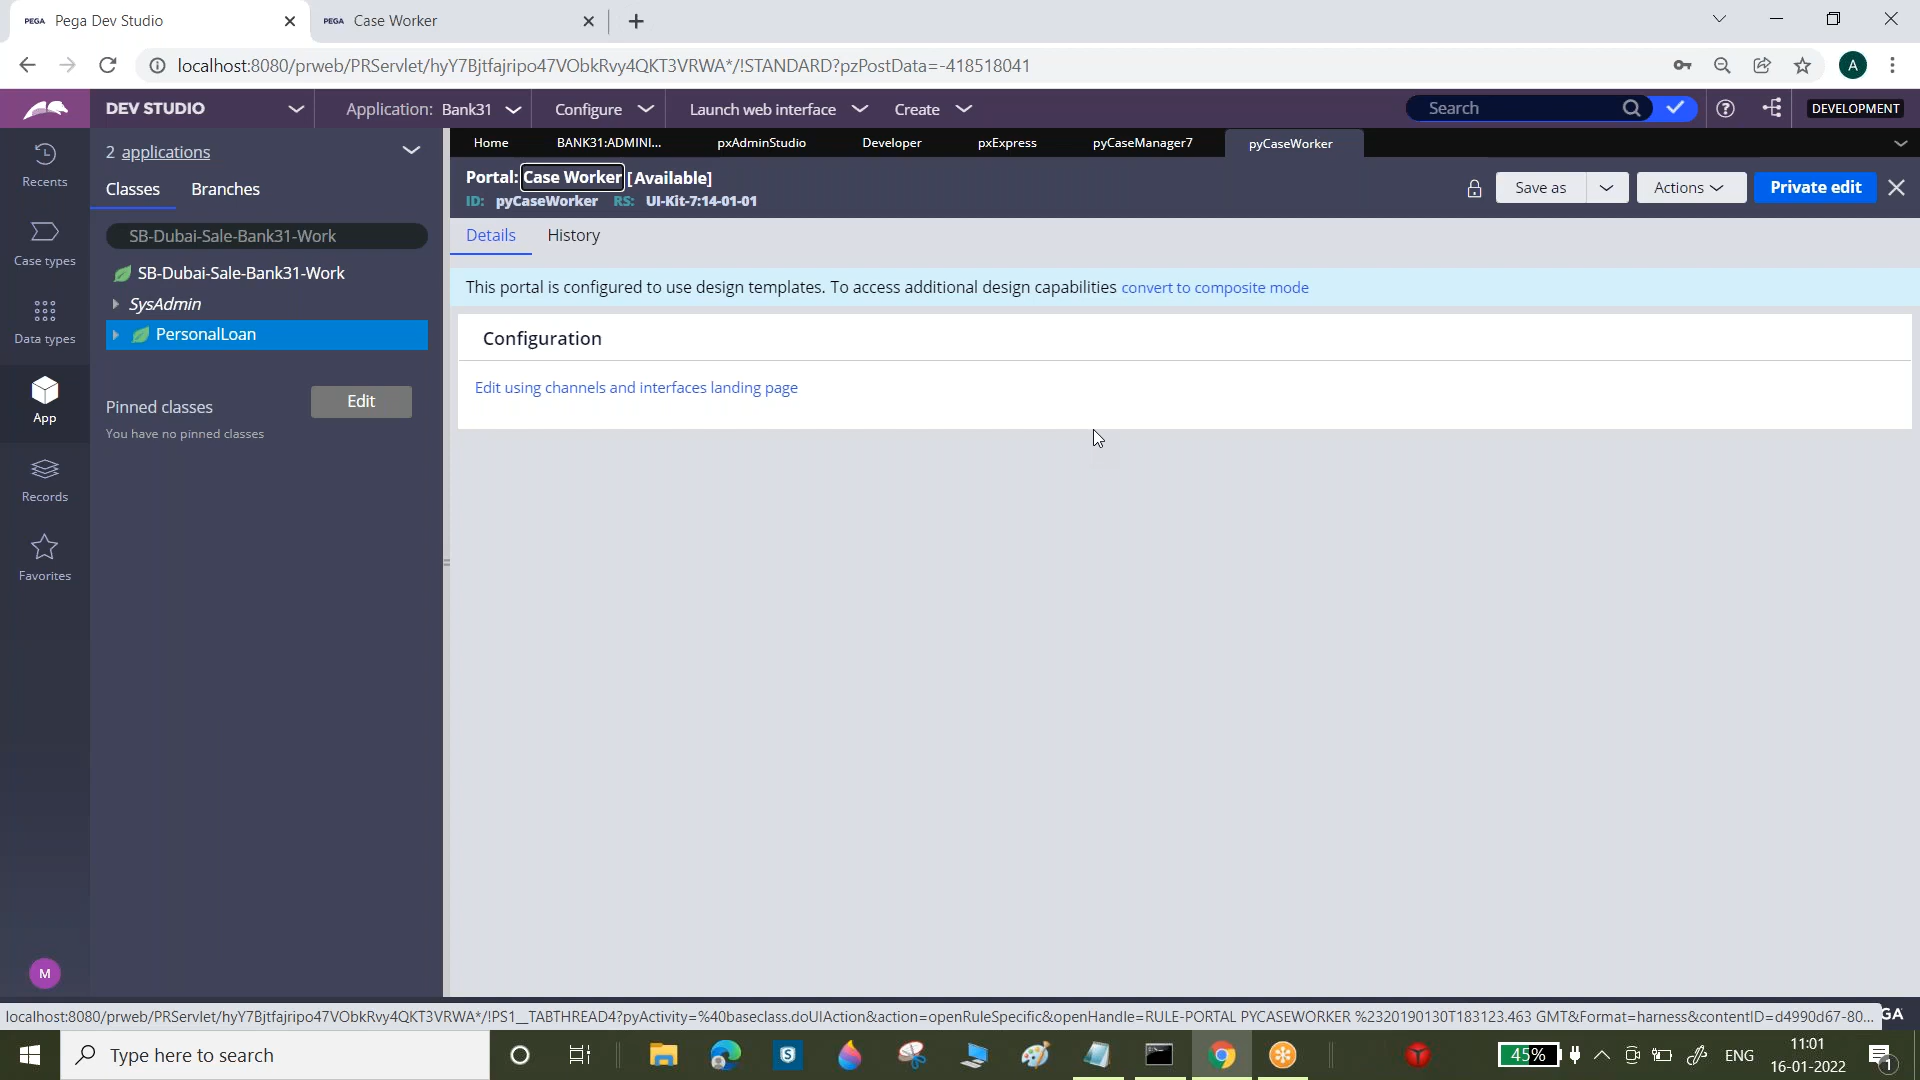 PEGA Pega Dev Studio
PEGA Case Worker
localhost:8080/prweb/PRServlet/hyY7Bjtfajripo47VObkRvy4QKT3VRWA*/!STANDARD?pzPostData=-418518041
A
DEV STUDIO
Application: Bank31
Configure
Launch web interface
Create
Search
DEVELOPMENT
Recents
Case types
Data types
App
Records
Favorites
M
2 applications
Classes
Branches
SB-Dubai-Sale-Bank31-Work
SB-Dubai-Sale-Bank31-Work
SysAdmin
PersonalLoan
Pinned classes
Edit
You have no pinned classes
Home
BANK31:ADMINI...
pxAdminStudio
Developer
pxExpress
pyCaseManager7
pyCaseWorker
Portal: Case Worker [Available]
ID: pyCaseWorker RS: UI-Kit-7:14-01-01
Save as
Actions
Private edit
Details
History
This portal is configured to use design templates. To access additional design capabilities convert to composite mode
Configuration
Edit using channels and interfaces landing page
localhost:8080/prweb/PRServlet/hyY7Bjtfajripo47VObkRvy4QKT3VRWA*/!PS1__TABTHREAD4?pyActivity=%40baseclass.doUIAction&action=openRuleSpecific&openHandle=RULE-PORTAL PYCASEWORKER %2320190130T183123.463 GMT&Format=harness&contentID=d4990d67-80...
GA
Type here to search
45%
ENG
11:01
16-01-2022
1